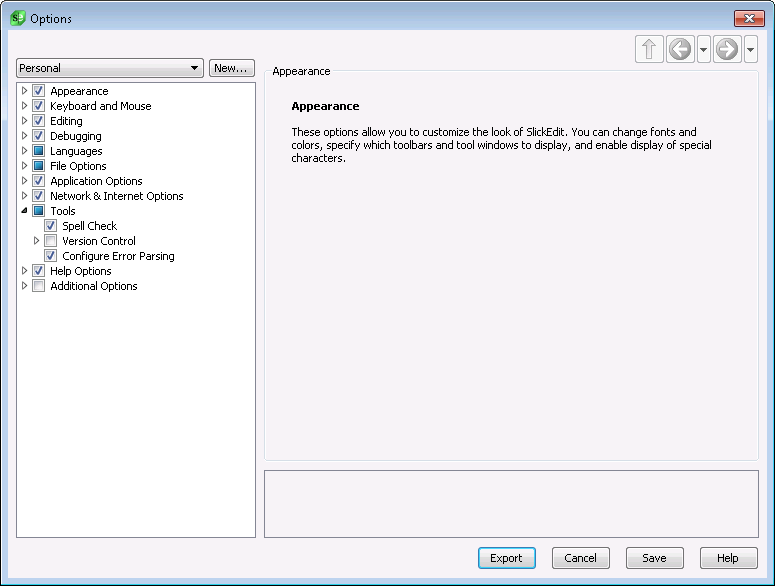 Options
Personal
New...
Appearance
Keyboard and Mouse
Editing
Debugging
Languages
File Options
Application Options
Network & Internet Options
Tools
Spell Check
Version Control
Configure Error Parsing
Help Options
Additional Options
Appearance
Appearance
These options allow you to customize the look of SlickEdit. You can change fonts and
colors, specify which toolbars and tool windows to display, and enable display of special
characters.
Export
Cancel
Save
Help